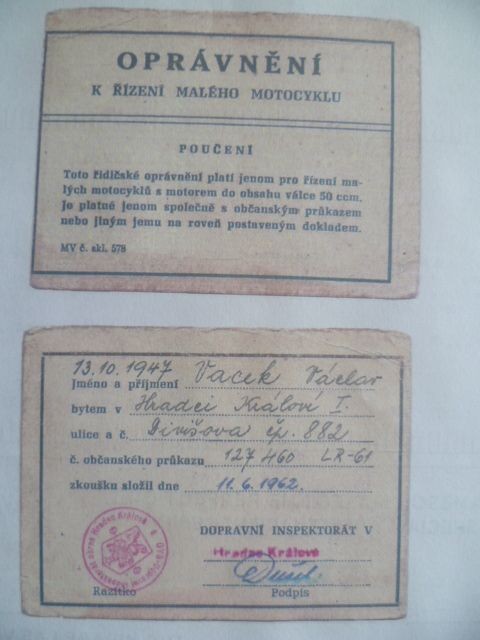 OPRÁVNĚNÍ
K ŘÍZENÍ MALÉHO MOTOCYKLU
POUČENÍ
Toto řidičské oprávnění platí jenom pro řízení ma-
lých motocyklů s motorem do obsahu válce 50 ccm.
Je platné jenom společně s občanským průkazem
nebo jiným jemu na roveň postaveným dokladem.
MV č. skl. 578
13.10.1947
Jméno a příjmení Vacek Václav
bytem v Hradci Králové I.
ulice a č. Divišova čp. 882
č. občanského průkazu 127460 LR-61
zkoušku složil dne 11.6.1962.
DOPRAVNÍ INSPEKTORÁT V
Hradec Králové
Razítko Podpis